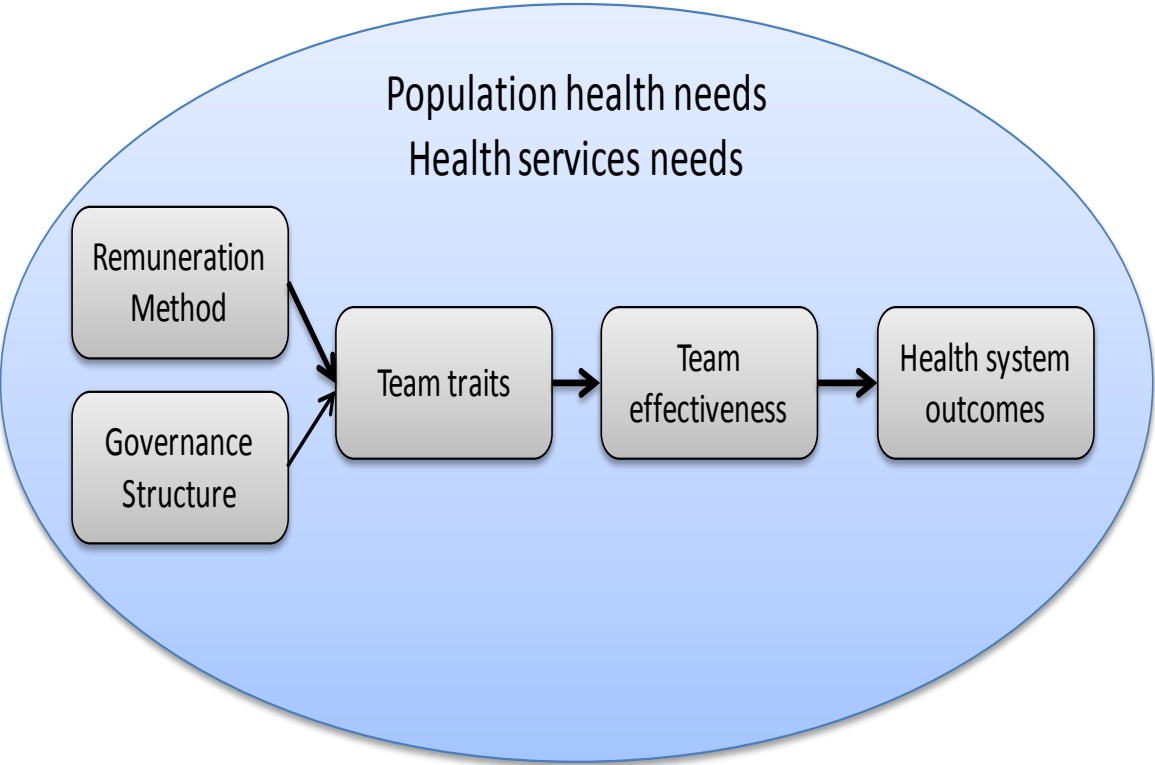 Population health needs
Health services needs
Remuneration
Method
Governance
Structure
Team traits
Team
effectiveness
Health system
outcomes